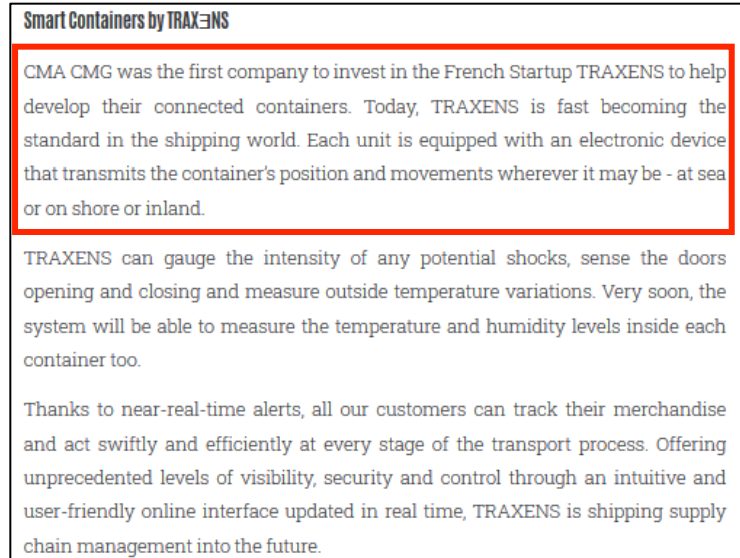 Smart Containers by TRAXƎNS
CMA CMG was the first company to invest in the French Startup TRAXENS to help
develop their connected containers. Today, TRAXENS is fast becoming the
standard in the shipping world. Each unit is equipped with an electronic device
that transmits the container's position and movements wherever it may be - at sea
or on shore or inland.
TRAXENS can gauge the intensity of any potential shocks, sense the doors
opening and closing and measure outside temperature variations. Very soon, the
system will be able to measure the temperature and humidity levels inside each
container too.
Thanks to near-real-time alerts, all our customers can track their merchandise
and act swiftly and efficiently at every stage of the transport process. Offering
unprecedented levels of visibility, security and control through an intuitive and
user-friendly online interface updated in real time, TRAXENS is shipping supply
chain management into the future.